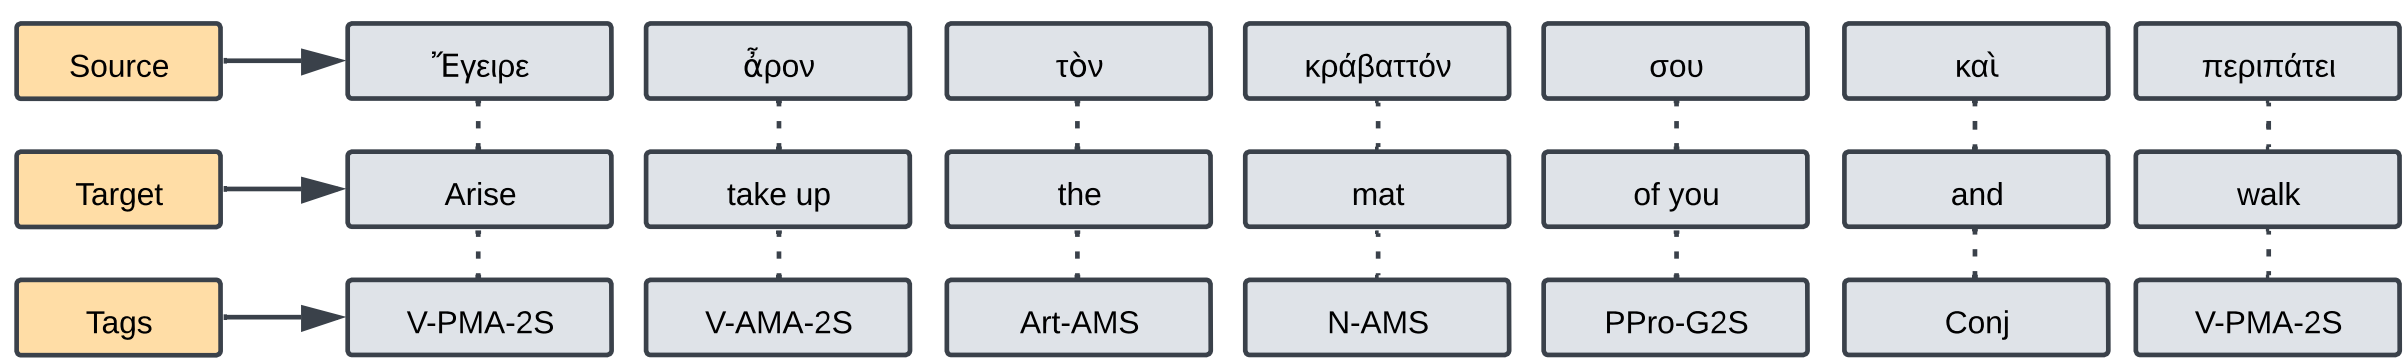 Source Ἔγειρε ἆρον τὸν κράβαττόν σου καὶ περιπάτει
Target Arise take up the mat of you and walk
Tags V-PMA-2S V-AMA-2S Art-AMS N-AMS PPro-G2S Conj V-PMA-2S